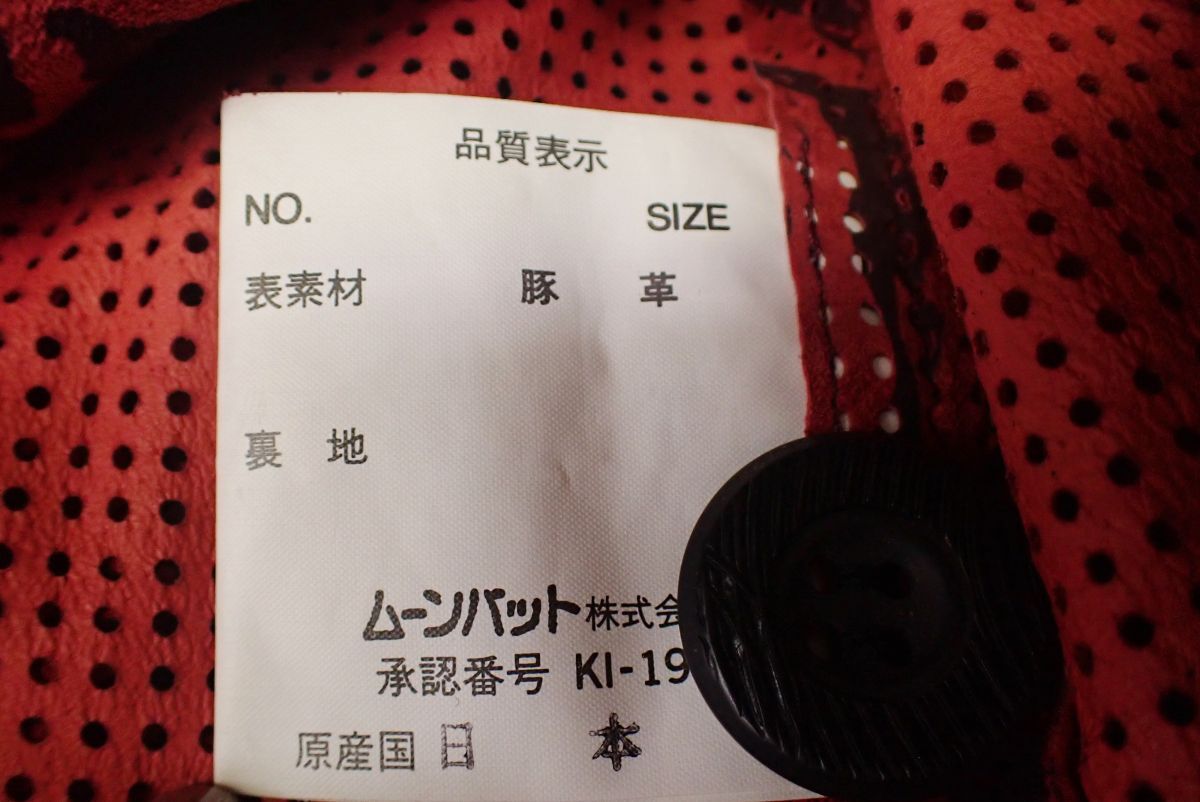 品質表示
NO. SIZE
表素材 豚 革
裏 地
ムーンバット 株式会
承認番号 KI-19
原産国 日 本